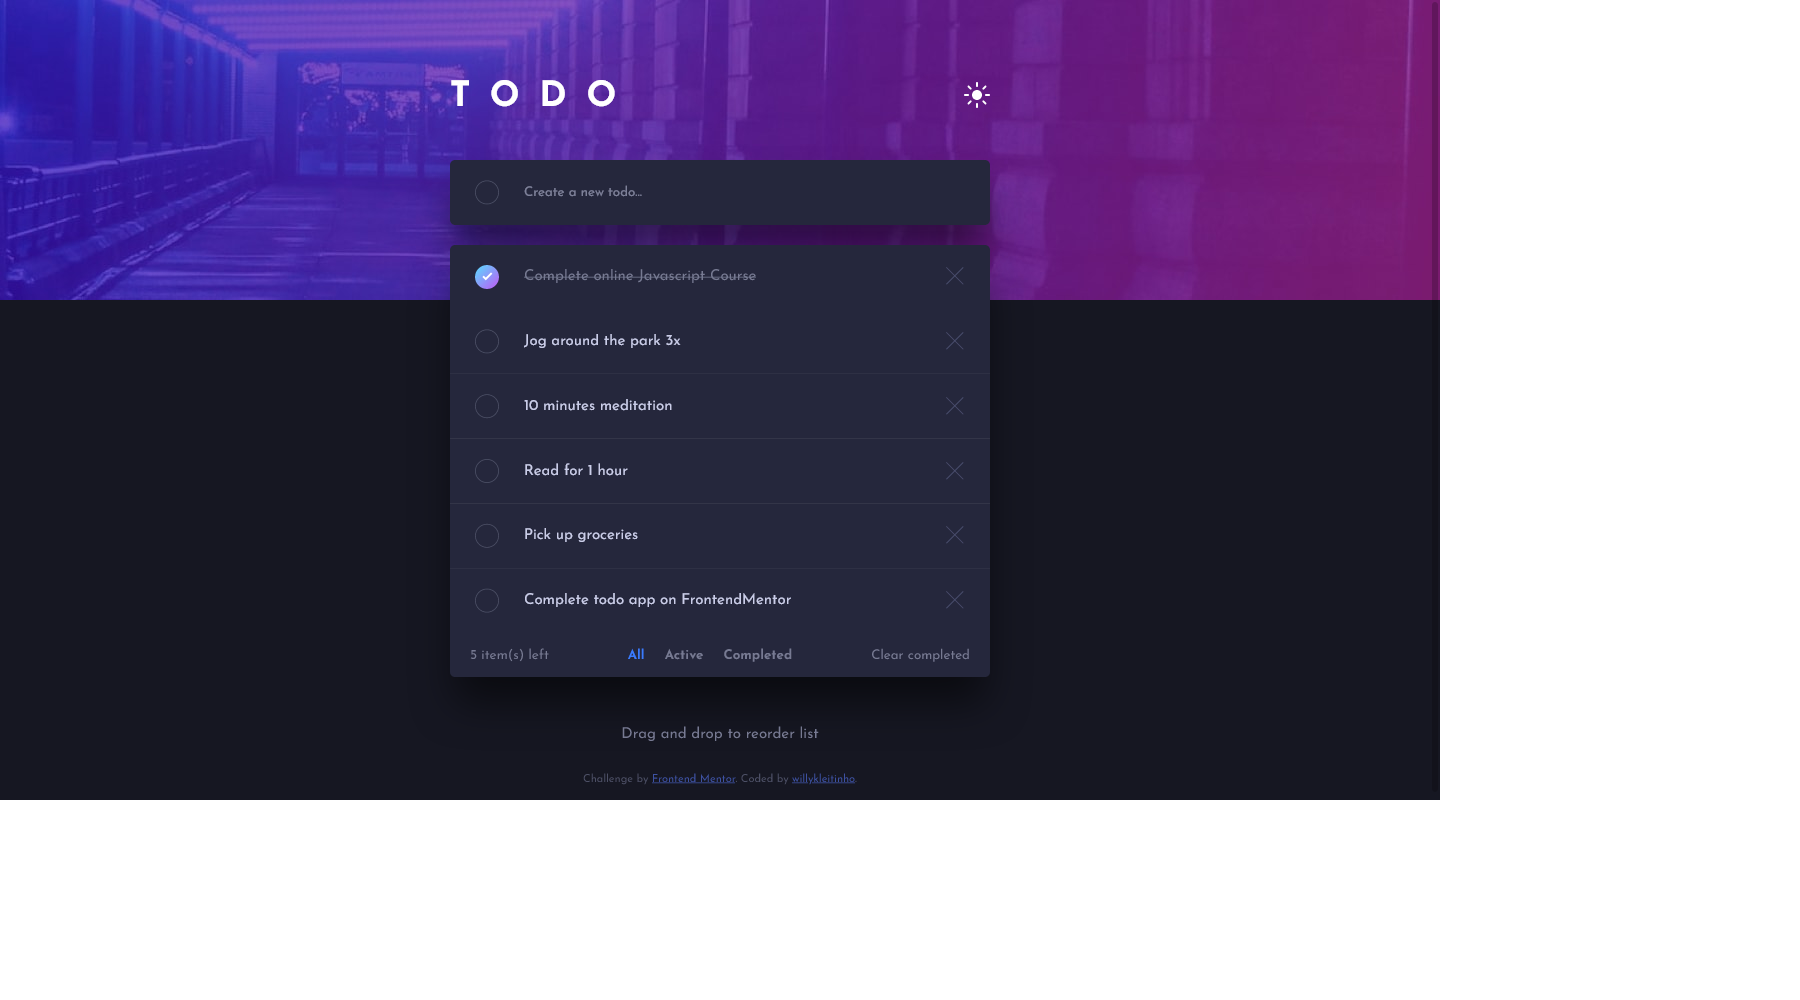 TODO
Create a new todo...
Complete online Javascript Course
Jog around the park 3x
10 minutes meditation
Read for 1 hour
Pick up groceries
Complete todo app on FrontendMentor
5 item(s) left All Active Completed Clear completed
Drag and drop to reorder list
Challenge by Frontend Mentor. Coded by willykleitinho.